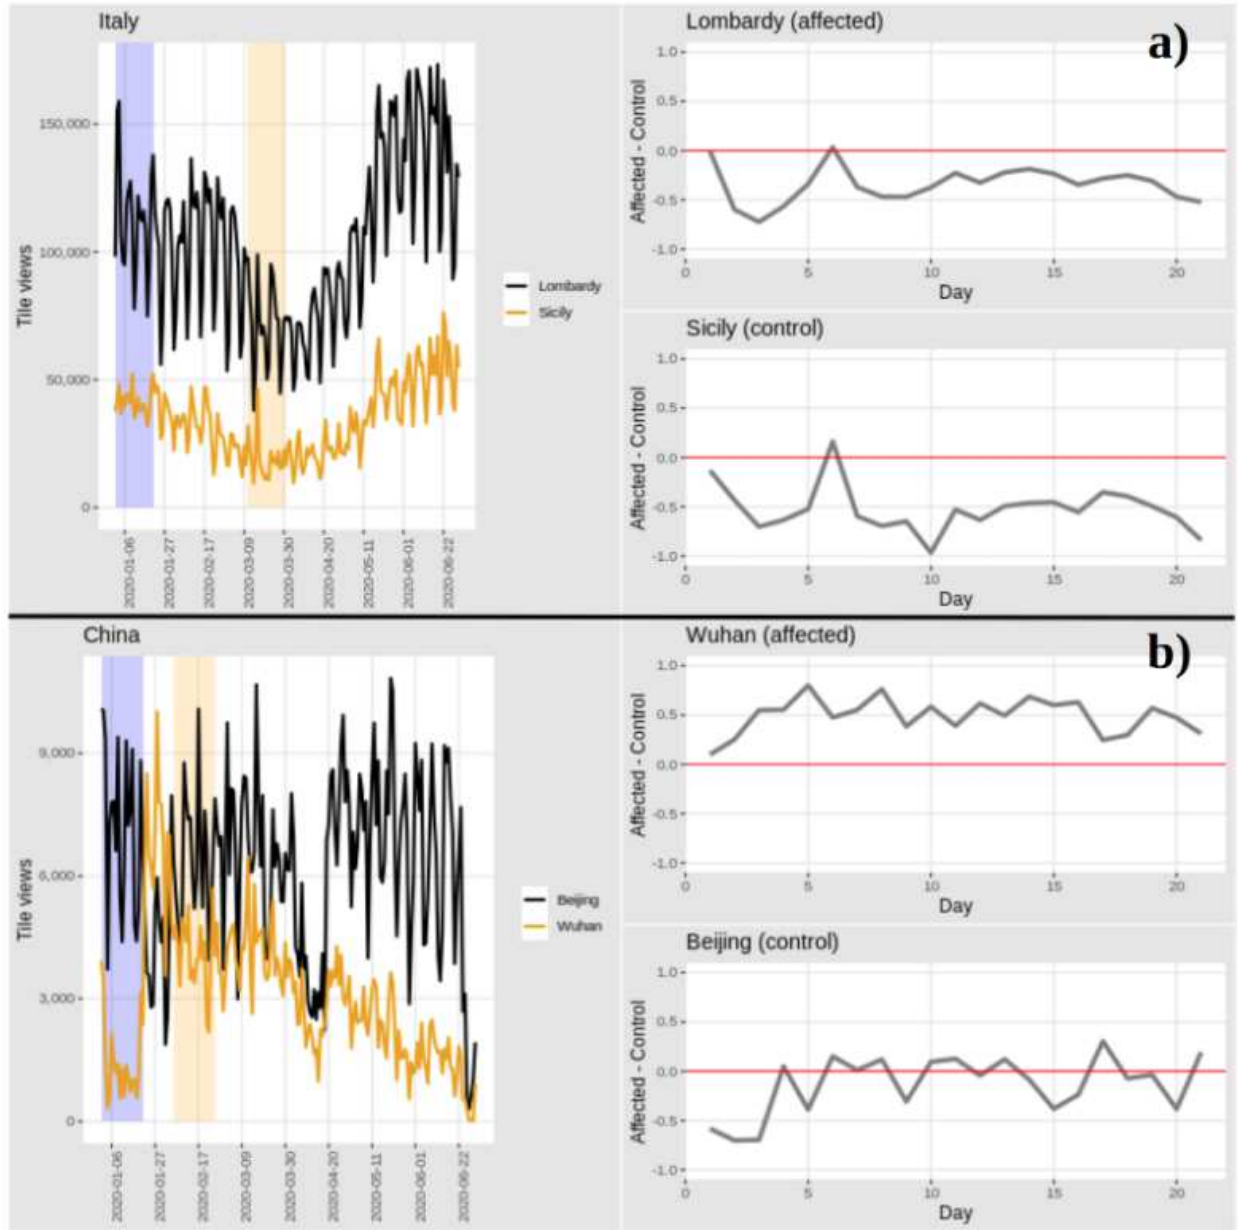 Italy
Tile views
150,000
100,000
50,000
0
2020-01-06
2020-01-27
2020-02-17
2020-03-09
2020-03-30
2020-04-20
2020-05-11
2020-06-01
2020-06-22
Lombardy
Sicily
Lombardy (affected)
a)
Affected - Control
1.0
0.5
0.0
-0.5
-1.0
0 5 10 15 20
Day
Sicily (control)
Affected - Control
1.0
0.5
0.0
-0.5
-1.0
0 5 10 15 20
Day
China
Tile views
9,000
6,000
3,000
0
2020-01-06
2020-01-27
2020-02-17
2020-03-09
2020-03-30
2020-04-20
2020-05-11
2020-06-01
2020-06-22
Beijing
Wuhan
Wuhan (affected)
b)
Affected - Control
1.0
0.5
0.0
-0.5
-1.0
0 5 10 15 20
Day
Beijing (control)
Affected - Control
1.0
0.5
0.0
-0.5
-1.0
0 5 10 15 20
Day